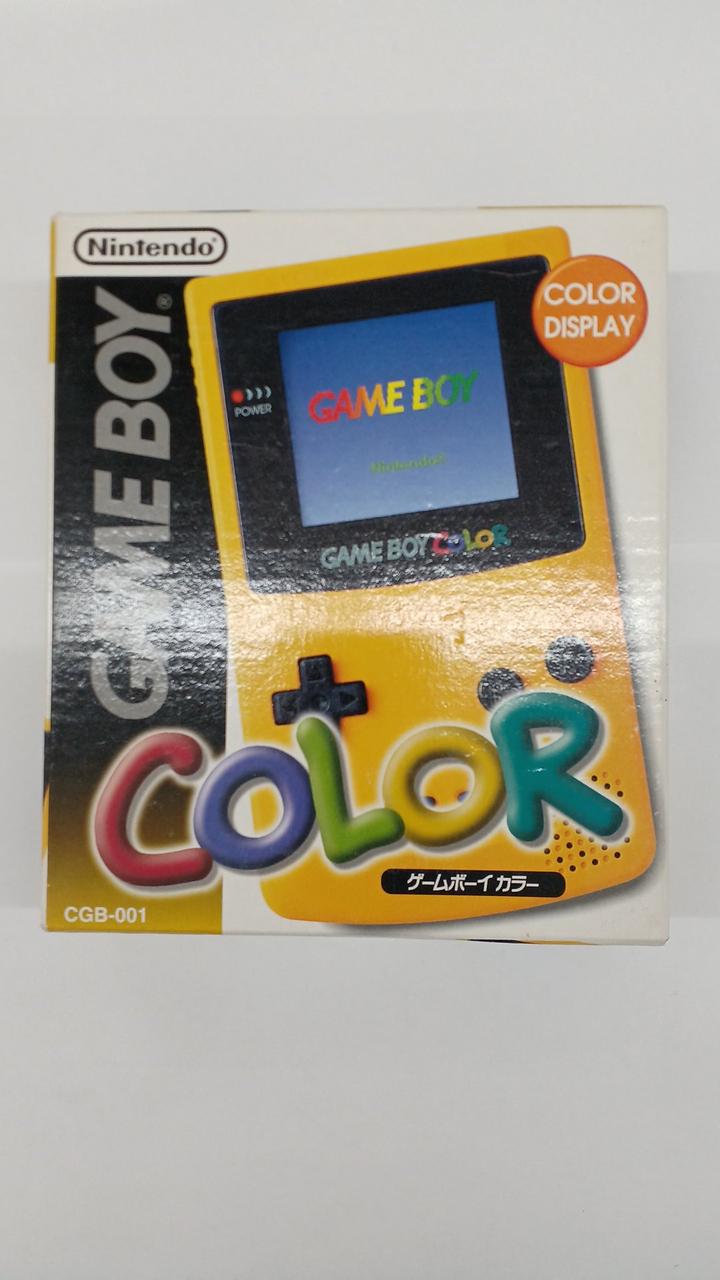 Nintendo®
GAME BOY®
COLOR
DISPLAY
POWER
GAME BOY
Nintendo®
GAME BOY COLOR
COLOR
ゲームボーイカラー
CGB-001